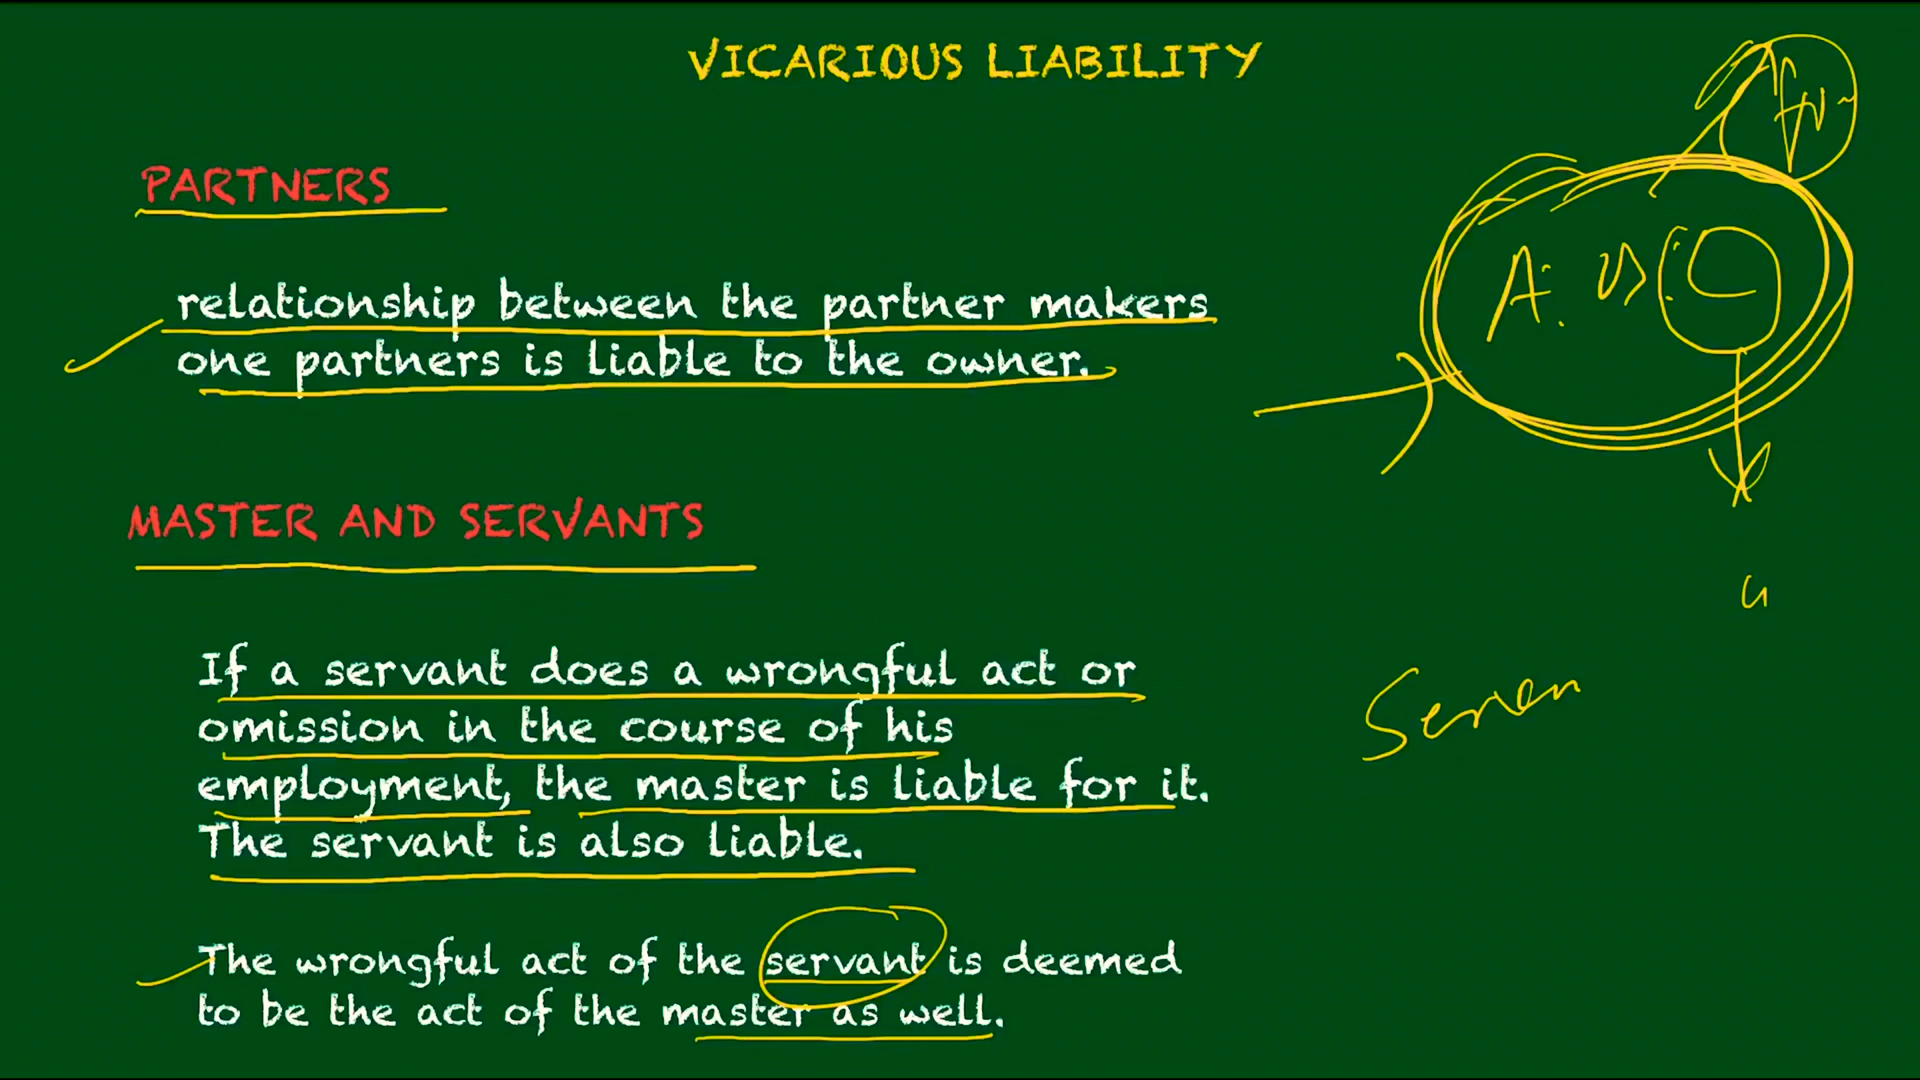 VICARIOUS LIABILITY
PARTNERS
relationship between the partner makers
one partners is liable to the owner.
MASTER AND SERVANTS
If a servant does a wrongful act or
omission in the course of his
employment, the master is liable for it.
The servant is also liable.
The wrongful act of the servant is deemed
to be the act of the master as well.
A.
C